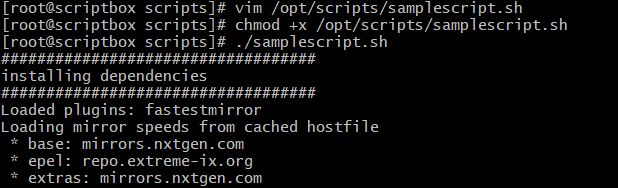 [root@scriptbox scripts]# vim /opt/scripts/samplescript.sh
[root@scriptbox scripts]# chmod +x /opt/scripts/samplescript.sh
[root@scriptbox scripts]# ./samplescript.sh
##################################
installing dependencies
##################################
Loaded plugins: fastestmirror
Loading mirror speeds from cached hostfile
 * base: mirrors.nxtgen.com
 * epel: repo.extreme-ix.org
 * extras: mirrors.nxtgen.com